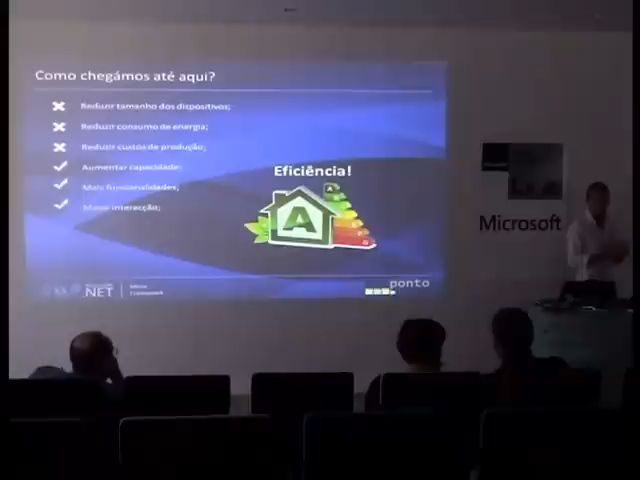 Como chegámos até aqui?
Reduzir tamanho dos dispositivos;
Reduzir consumo de energia;
Reduzir custos de produção;
Aumentar capacidade;
Mais funcionalidades;
Maior interacção;
Eficiência!
A
Microsoft
.NET
ponto